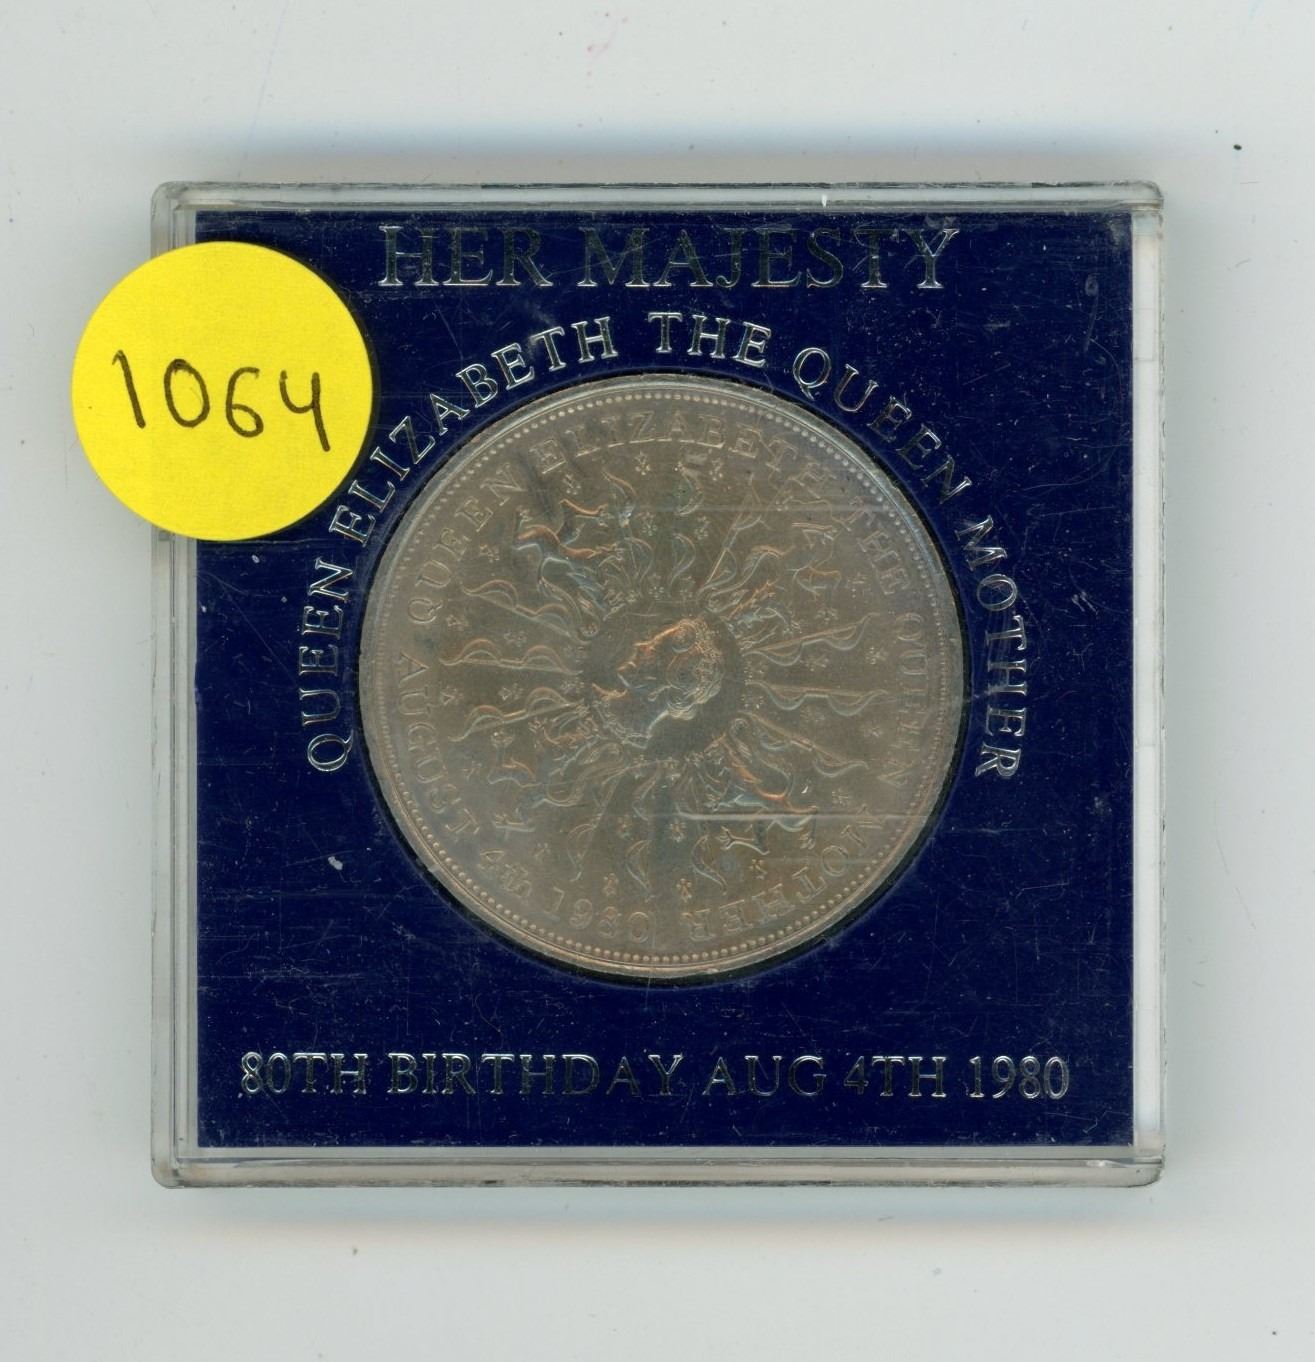 HER MAJESTY
QUEEN ELIZABETH THE QUEEN MOTHER
1064
QUEEN ELIZABETH THE QUEEN MOTHER
AUGUST 4th 1980
80TH BIRTHDAY AUG 4TH 1980